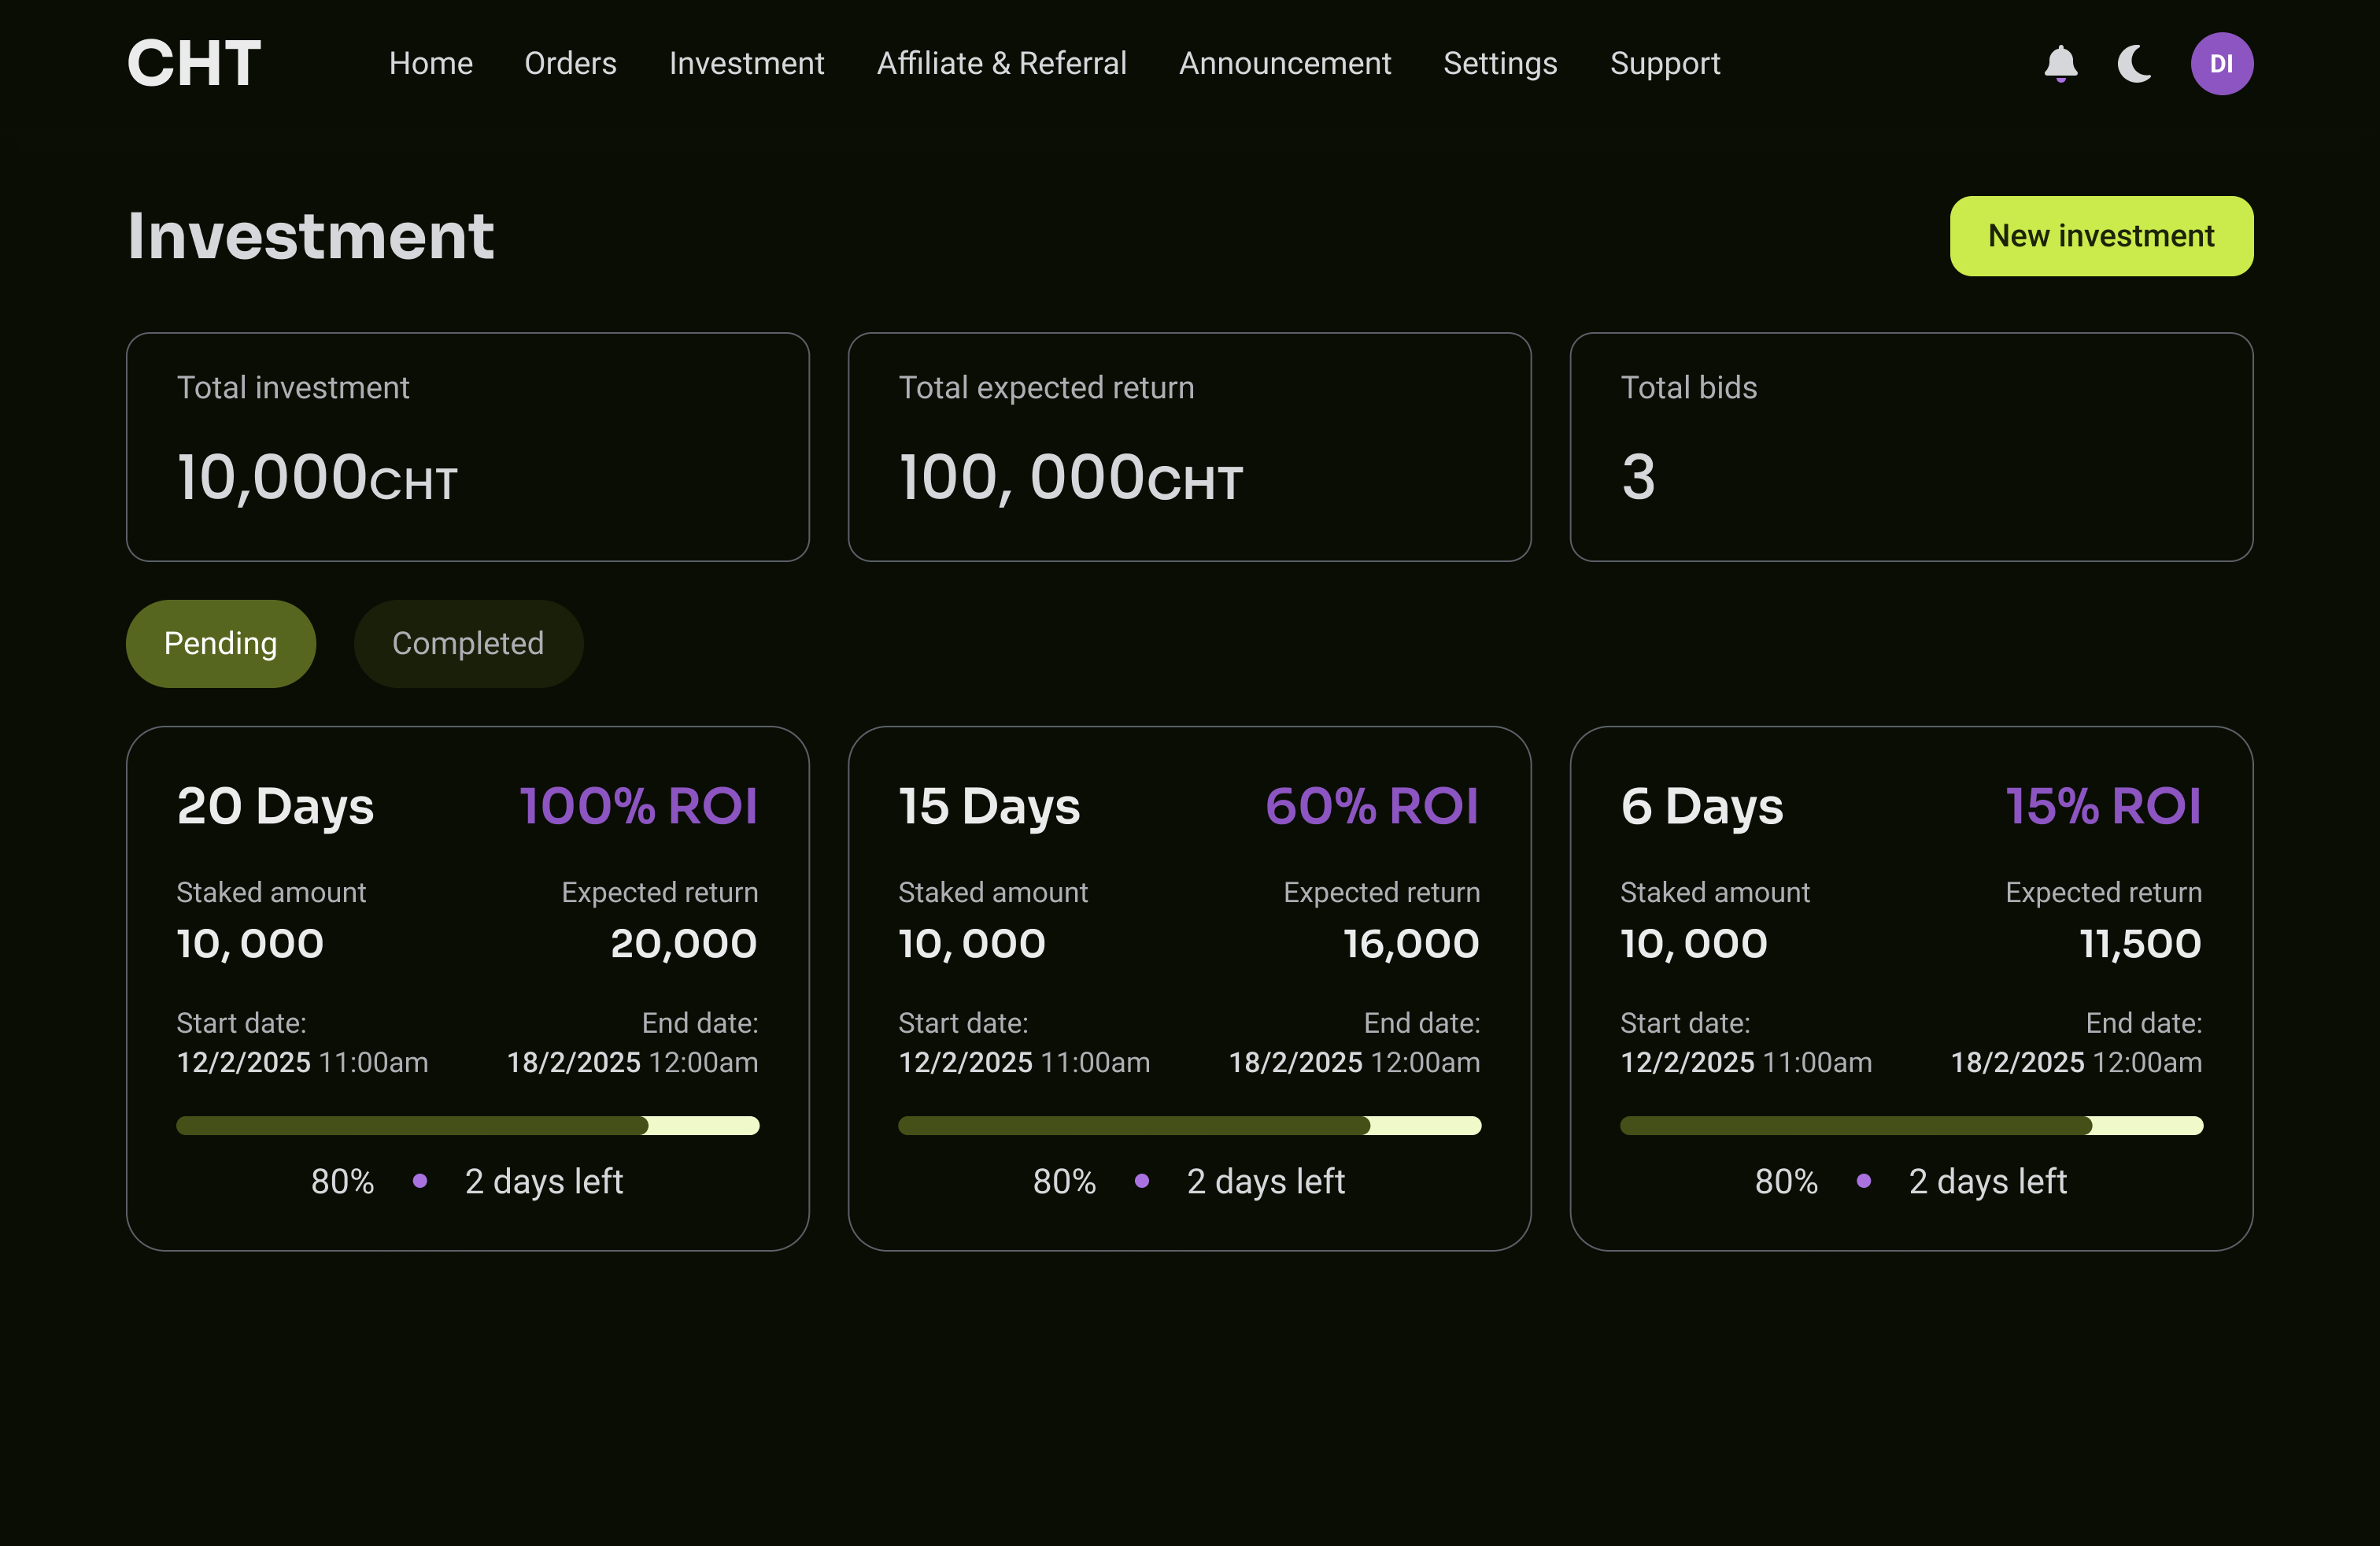 CHT Home Orders Investment Affiliate & Referral Announcement Settings Support DI
Investment New investment
Total investment Total expected return Total bids
10,000CHT 100, 000CHT 3
Pending Completed
20 Days 100% ROI 15 Days 60% ROI 6 Days 15% ROI
Staked amount Expected return Staked amount Expected return Staked amount Expected return
10, 000 20,000 10, 000 16,000 10, 000 11,500
Start date: End date: Start date: End date: Start date: End date:
12/2/2025 11:00am 18/2/2025 12:00am 12/2/2025 11:00am 18/2/2025 12:00am 12/2/2025 11:00am 18/2/2025 12:00am
80% • 2 days left 80% • 2 days left 80% • 2 days left